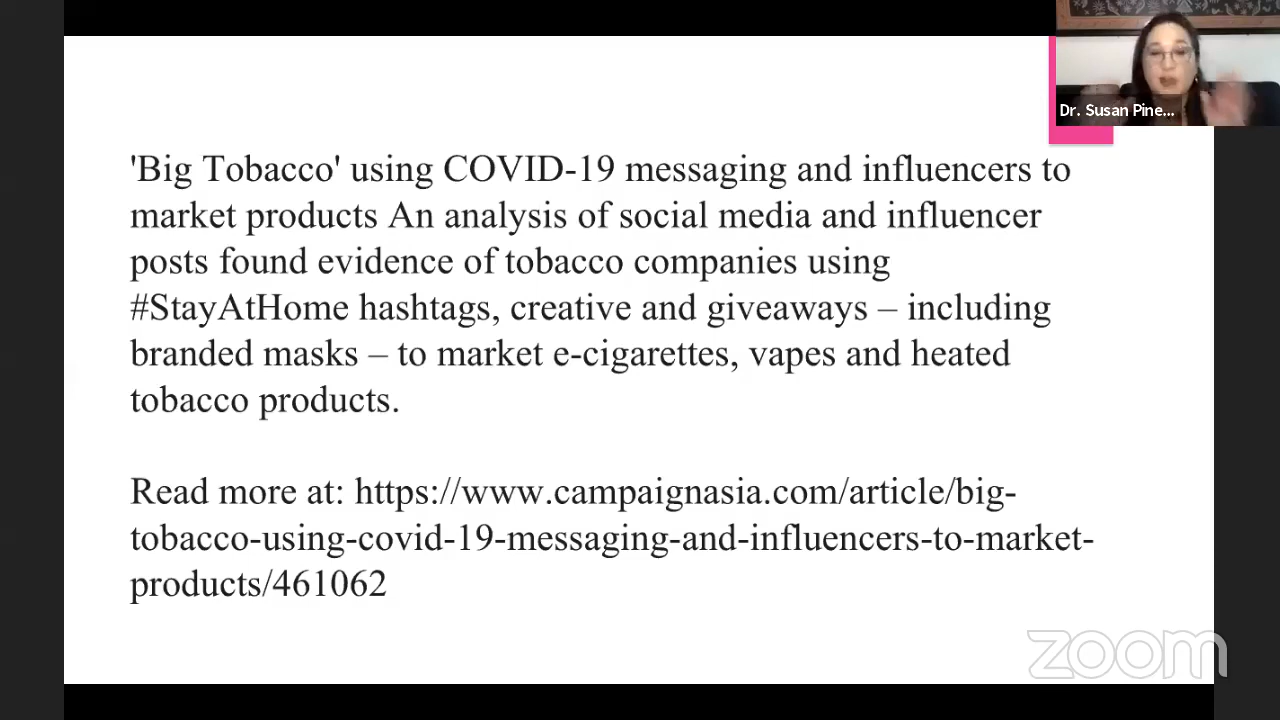 Dr. Susan Pine...
'Big Tobacco' using COVID-19 messaging and influencers to
market products An analysis of social media and influencer
posts found evidence of tobacco companies using
#StayAtHome hashtags, creative and giveaways – including
branded masks – to market e-cigarettes, vapes and heated
tobacco products.
Read more at: https://www.campaignasia.com/article/big-
tobacco-using-covid-19-messaging-and-influencers-to-market-
products/461062
zoom